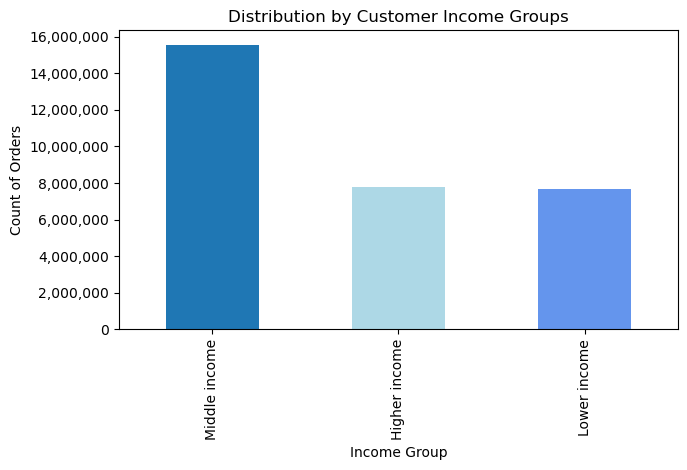 Distribution by Customer Income Groups
Count of Orders
16,000,000
14,000,000
12,000,000
10,000,000
8,000,000
6,000,000
4,000,000
2,000,000
0
Middle income
Higher income
Lower income
Income Group